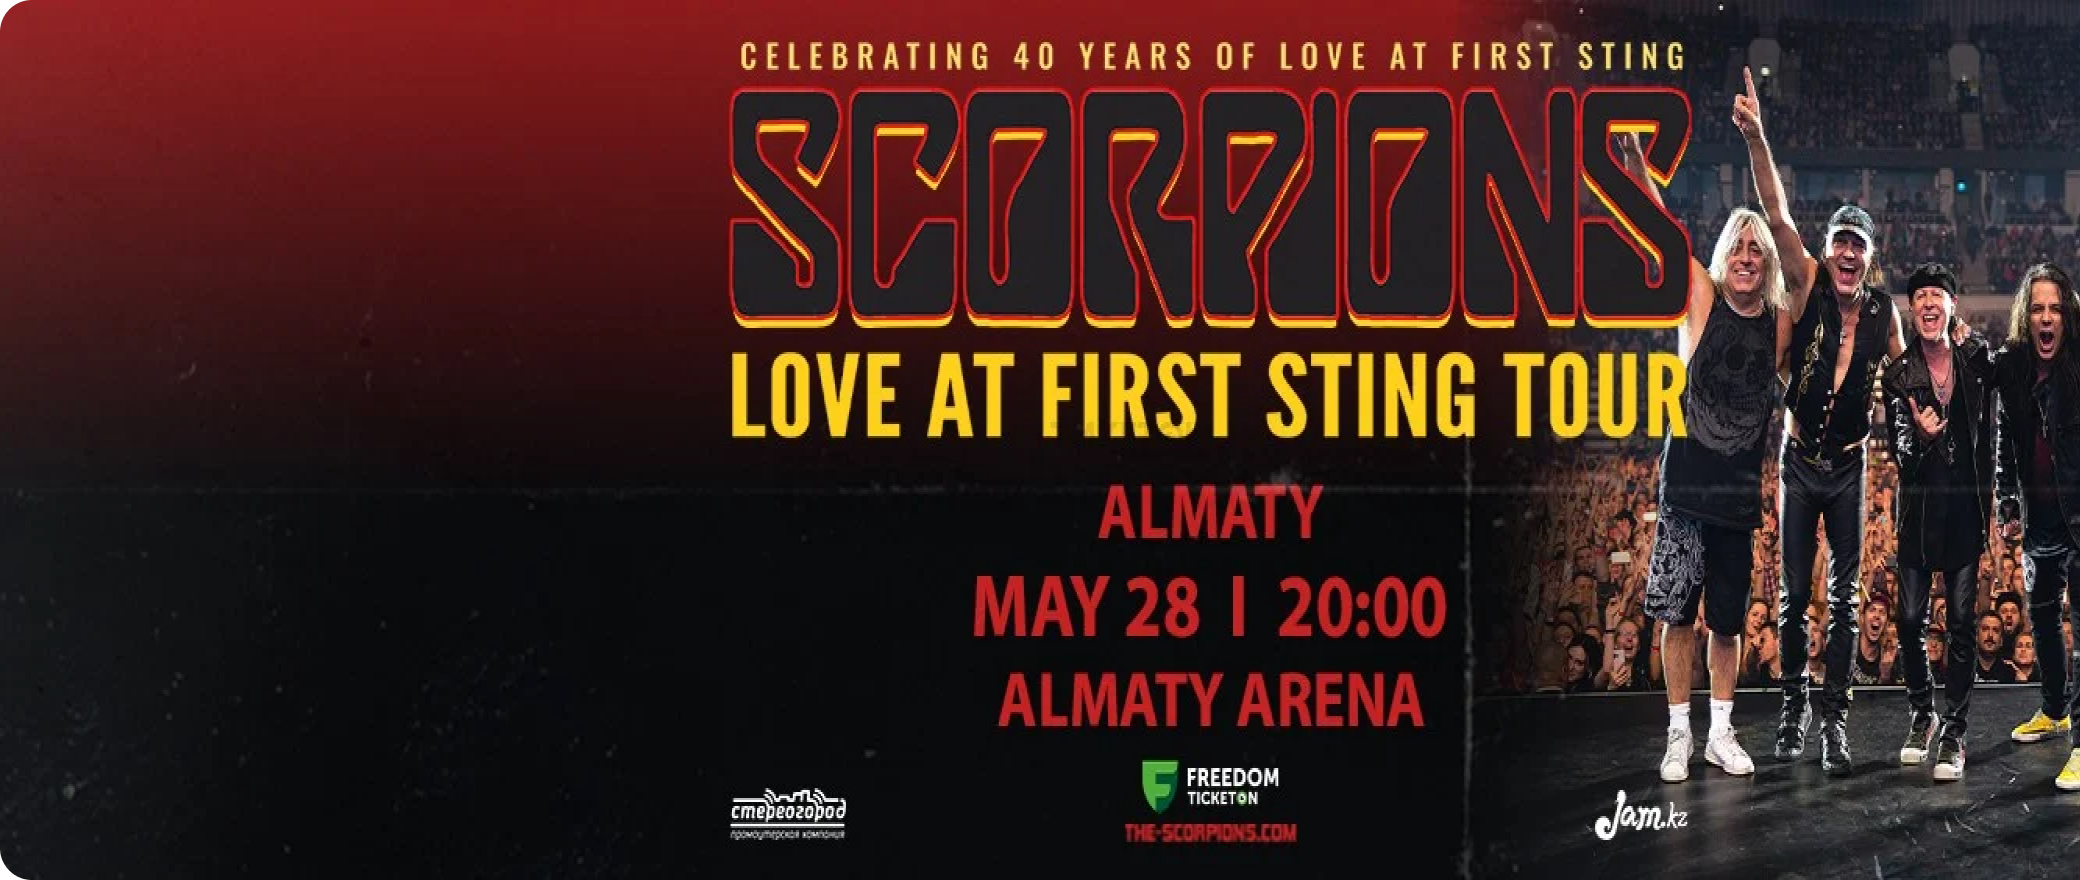 CELEBRATING 40 YEARS OF LOVE AT FIRST STING
SCORPIONS
LOVE AT FIRST STING TOUR
ALMATY
MAY 28 | 20:00
ALMATY ARENA
FREEDOM
TICKETON
THE-SCORPIONS.COM
стереогород
промоутерская компания
Jam.kz